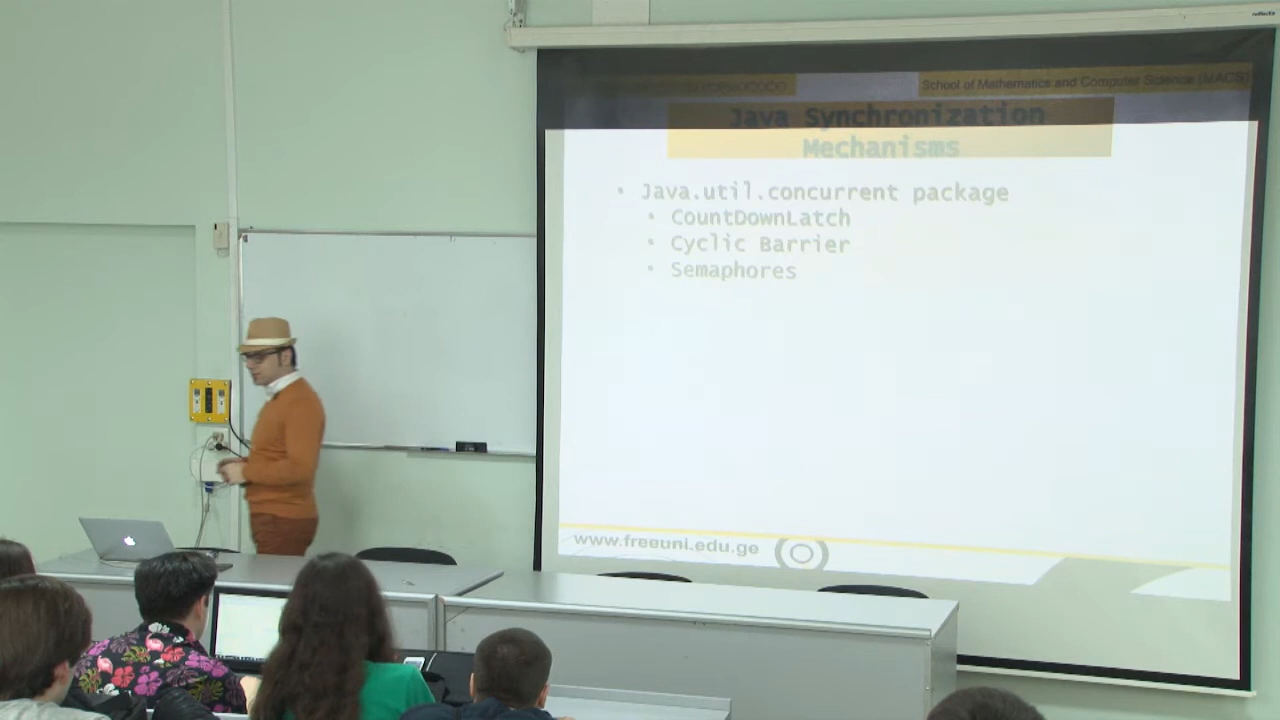 School of Mathematics and Computer Science (MACS)
Java Synchronization
Mechanisms
• Java.util.concurrent package
• CountDownLatch
• Cyclic Barrier
• Semaphores
www.freeuni.edu.ge